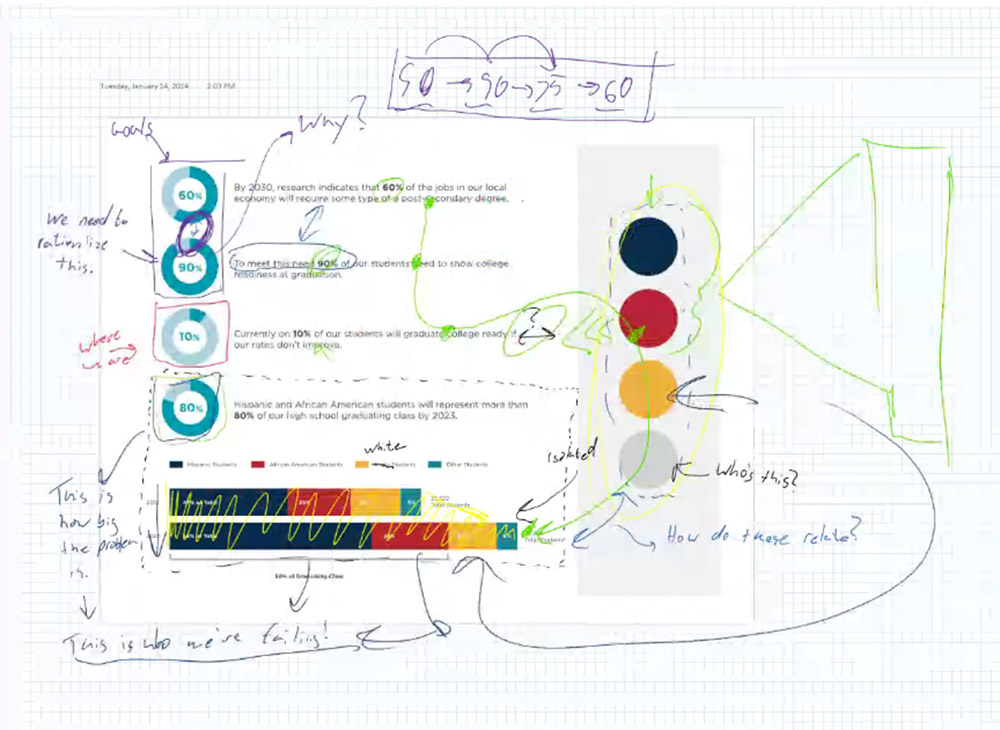 90 → 90 → 75 → 60
Tuesday, January 14, 2014 2:03 PM
Goals
Why?
60%
By 2030, research indicates that 60% of the jobs in our local
economy will require some type of a post-secondary degree.
We need to
rationalize
this.
90%
To meet this need 90% of our students need to show college
readiness at graduation.
where
we are
10%
Currently on 10% of our students will graduate college ready if
our rates don't improve.
?
80%
Hispanic and African American students will represent more than
80% of our high school graduating class by 2023.
white
Isolated
Hispanic Students African American Students Students Other Students
Who's this?
This is
how big
the problem
is.
Total Students
Total Students
How do these relate?
of Graduating Class
This is who we're failing!